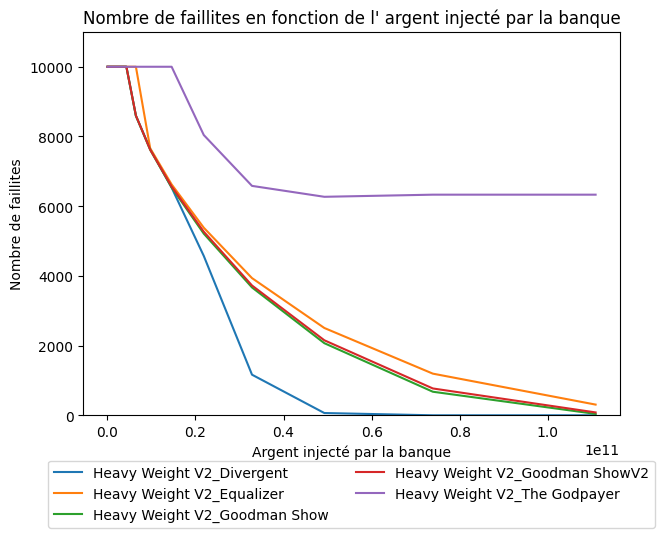 Nombre de faillites en fonction de l' argent injecté par la banque
Nombre de faillites
10000
8000
6000
4000
2000
0
0.0
0.2
0.4
0.6
0.8
1.0
1e11
Argent injecté par la banque
Heavy Weight V2_Divergent
Heavy Weight V2_Equalizer
Heavy Weight V2_Goodman Show
Heavy Weight V2_Goodman ShowV2
Heavy Weight V2_The Godpayer